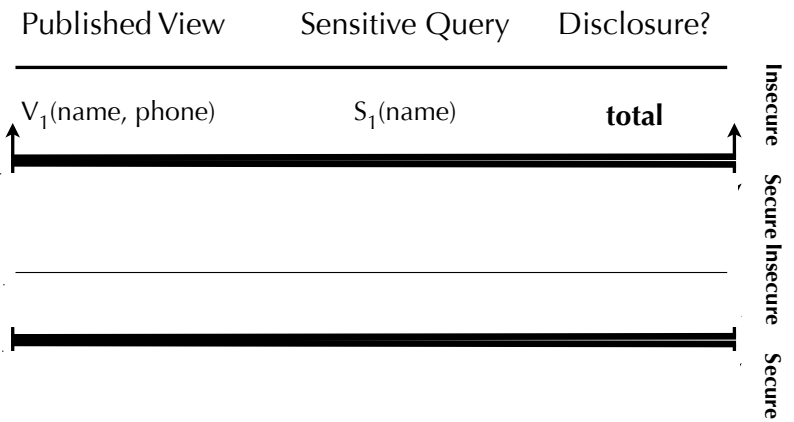 Published View Sensitive Query Disclosure?
V₁(name, phone) S₁(name) total
Insecure
Secure Insecure
Secure